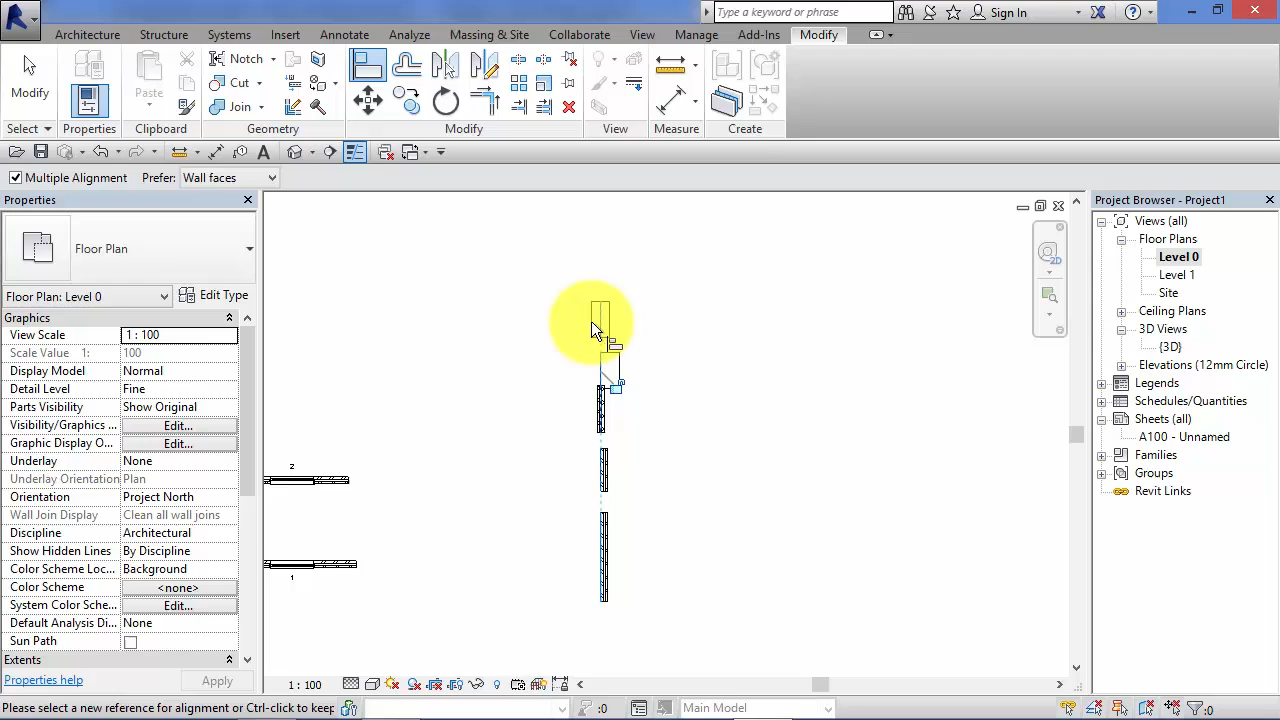 Type a keyword or phrase
Sign In
Architecture Structure Systems Insert Annotate Analyze Massing & Site Collaborate View Manage Add-Ins Modify
Modify
Select
Properties
Paste
Clipboard
Notch
Cut
Join
Geometry
Modify
View
Measure
Create
Multiple Alignment Prefer: Wall faces
Properties
Floor Plan
Floor Plan: Level 0 Edit Type
Graphics
View Scale 1 : 100
Scale Value 1: 100
Display Model Normal
Detail Level Fine
Parts Visibility Show Original
Visibility/Graphics ... Edit...
Graphic Display O... Edit...
Underlay None
Underlay Orientation Plan
Orientation Project North
Wall Join Display Clean all wall joins
Discipline Architectural
Show Hidden Lines By Discipline
Color Scheme Loc... Background
Color Scheme <none>
System Color Sche... Edit...
Default Analysis Di... None
Sun Path
Extents
Properties help Apply
2
1
2D
1 : 100
Project Browser - Project1
Views (all)
Floor Plans
Level 0
Level 1
Site
Ceiling Plans
3D Views
{3D}
Elevations (12mm Circle)
Legends
Schedules/Quantities
Sheets (all)
A100 - Unnamed
Families
Groups
Revit Links
Please select a new reference for alignment or Ctrl-click to keep
:0 Main Model :0